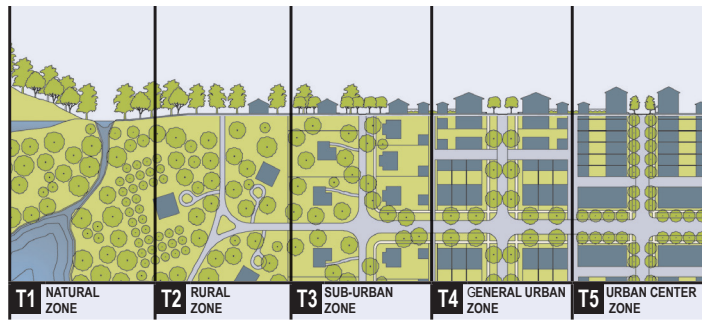 T1 NATURAL
ZONE
T2 RURAL
ZONE
T3 SUB-URBAN
ZONE
T4 GENERAL URBAN
ZONE
T5 URBAN CENTER
ZONE